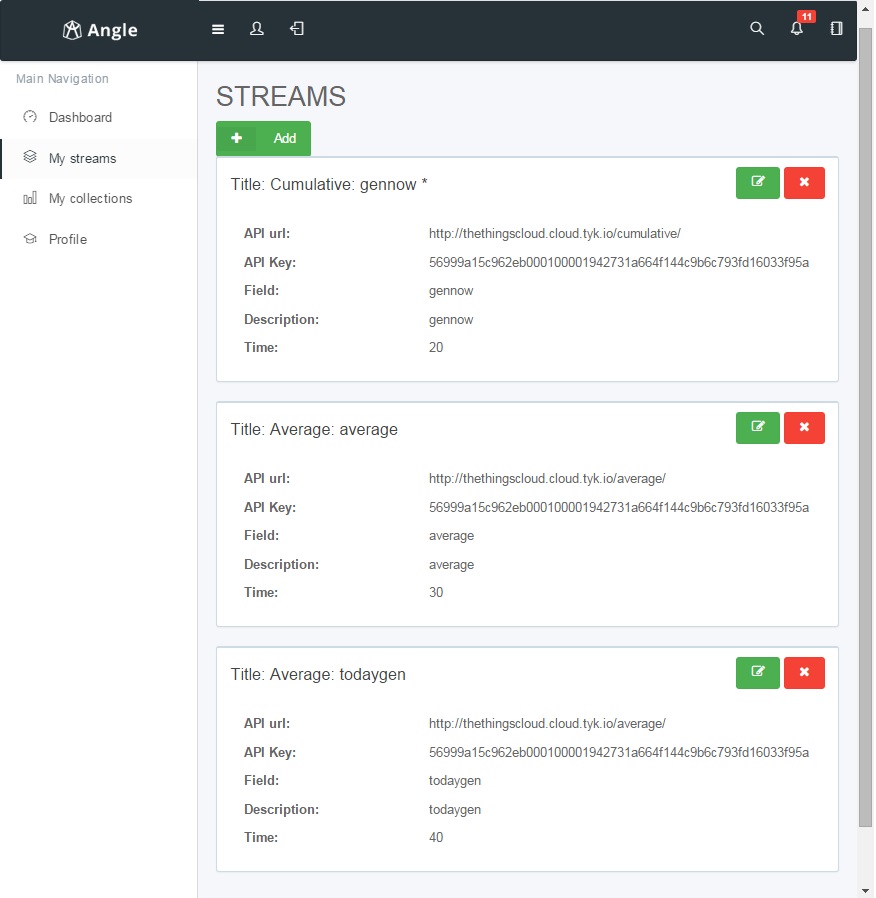 Angle
11
Main Navigation
Dashboard
My streams
My collections
Profile
STREAMS
Add
Title: Cumulative: gennow *
API url: http://thethingscloud.cloud.tyk.io/cumulative/
API Key: 56999a15c962eb000100001942731a664f144c9b6c793fd16033f95a
Field: gennow
Description: gennow
Time: 20
Title: Average: average
API url: http://thethingscloud.cloud.tyk.io/average/
API Key: 56999a15c962eb000100001942731a664f144c9b6c793fd16033f95a
Field: average
Description: average
Time: 30
Title: Average: todaygen
API url: http://thethingscloud.cloud.tyk.io/average/
API Key: 56999a15c962eb000100001942731a664f144c9b6c793fd16033f95a
Field: todaygen
Description: todaygen
Time: 40